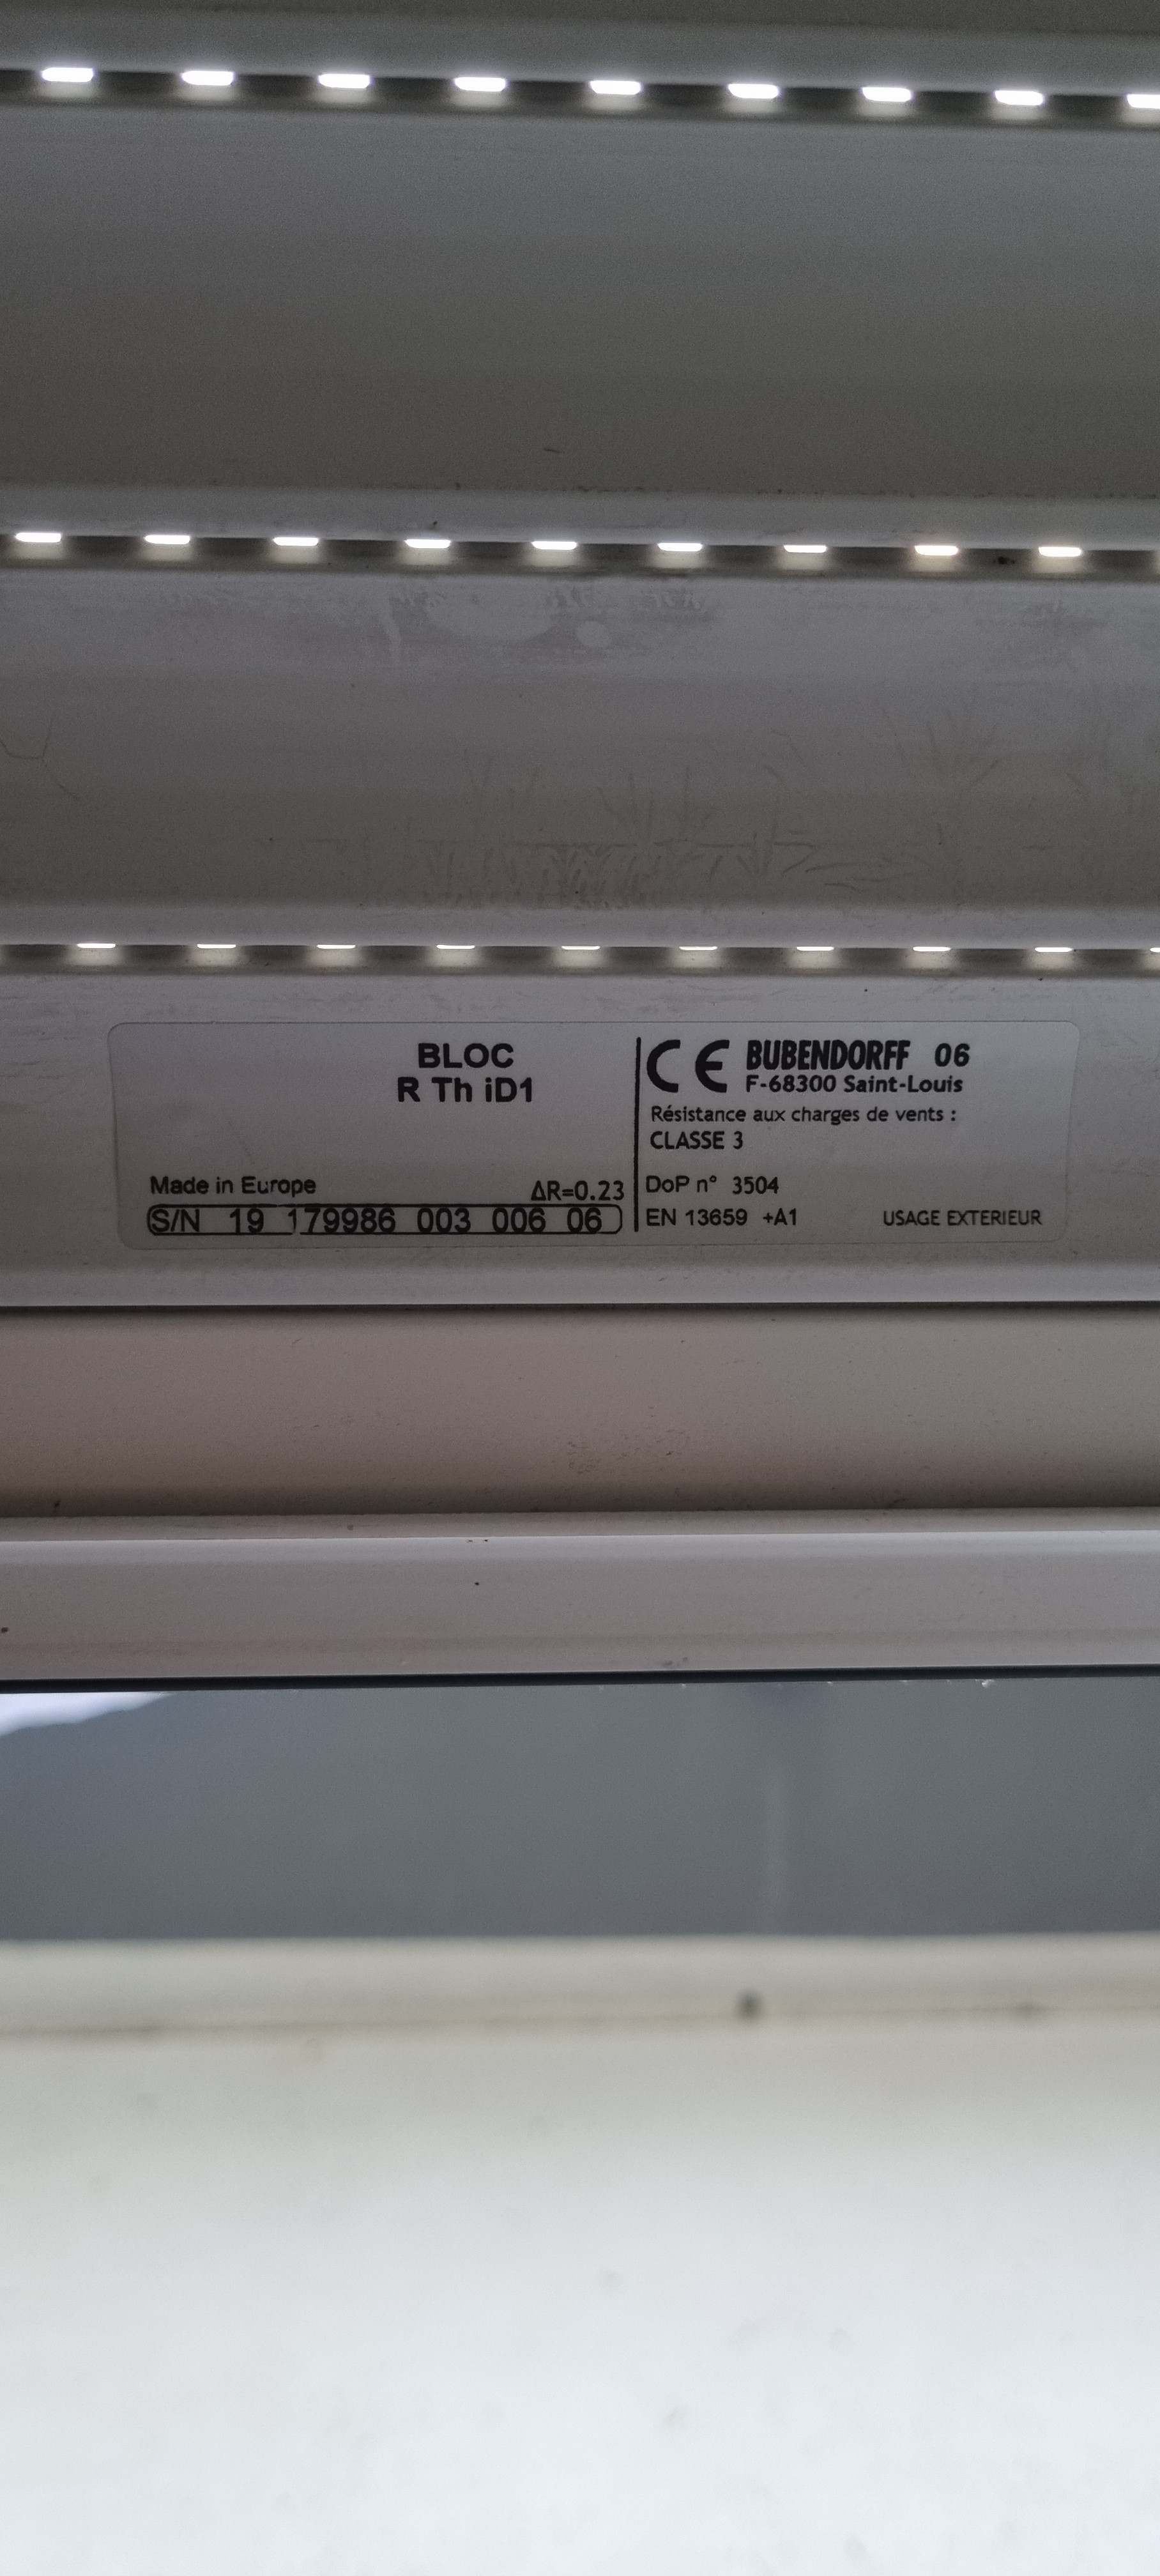 BLOC
R Th iD1
Made in Europe
ΔR=0.23
S/N 19 179986 003 006 06
CE BUBENDORFF 06
F-68300 Saint-Louis
Résistance aux charges de vents :
CLASSE 3
DoP n° 3504
EN 13659 +A1 USAGE EXTERIEUR